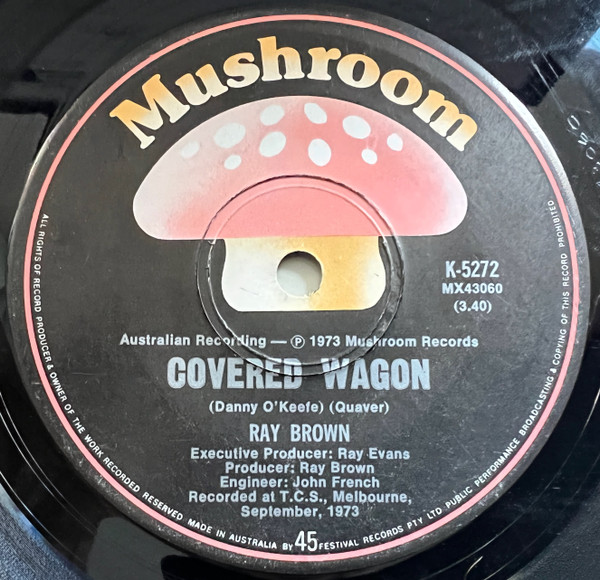 Mushroom
K-5272
MX43060
(3.40)
Australian Recording — Ⓟ 1973 Mushroom Records
COVERED WAGON
(Danny O'Keefe) (Quaver)
RAY BROWN
Executive Producer: Ray Evans
Producer: Ray Brown
Engineer: John French
Recorded at T.C.S., Melbourne,
September, 1973
45
ALL RIGHTS OF RECORD PRODUCER & OWNER OF THE WORK RECORDED RESERVED MADE IN AUSTRALIA BY FESTIVAL RECORDS PTY LTD PUBLIC PERFORMANCE BROADCASTING & COPYING OF THIS RECORD PROHIBITED